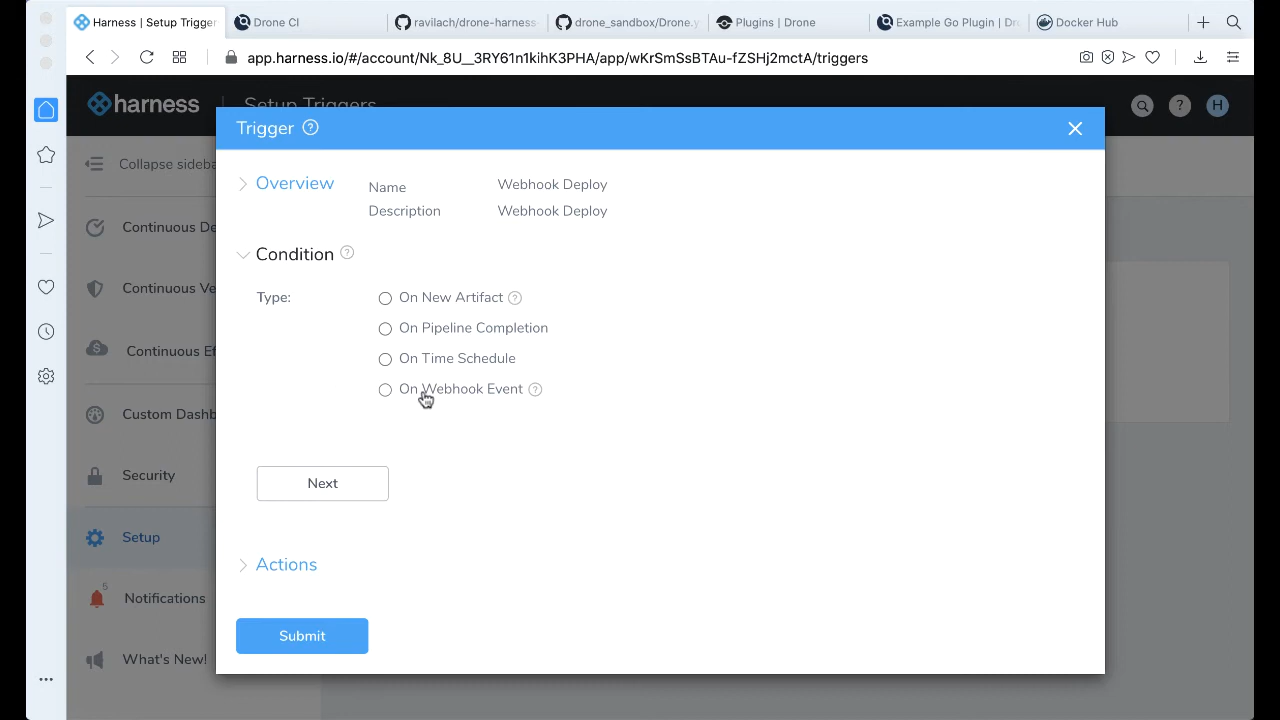 Harness | Setup Trigger
Drone CI
ravilach/drone-harness-
drone_sandbox/Drone.y
Plugins | Drone
Example Go Plugin | Dr
Docker Hub
app.harness.io/#/account/Nk_8U__3RY61n1kihK3PHA/app/wKrSmSsBTAu-fZSHj2mctA/triggers
harness | Setup Triggers
H
Collapse sideba
Continuous De
Continuous Ve
Continuous Ef
Custom Dashb
Security
Setup
5
Notifications
What's New!
Trigger
Overview
Name Webhook Deploy
Description Webhook Deploy
Condition
Type:
On New Artifact
On Pipeline Completion
On Time Schedule
On Webhook Event
Next
Actions
Submit